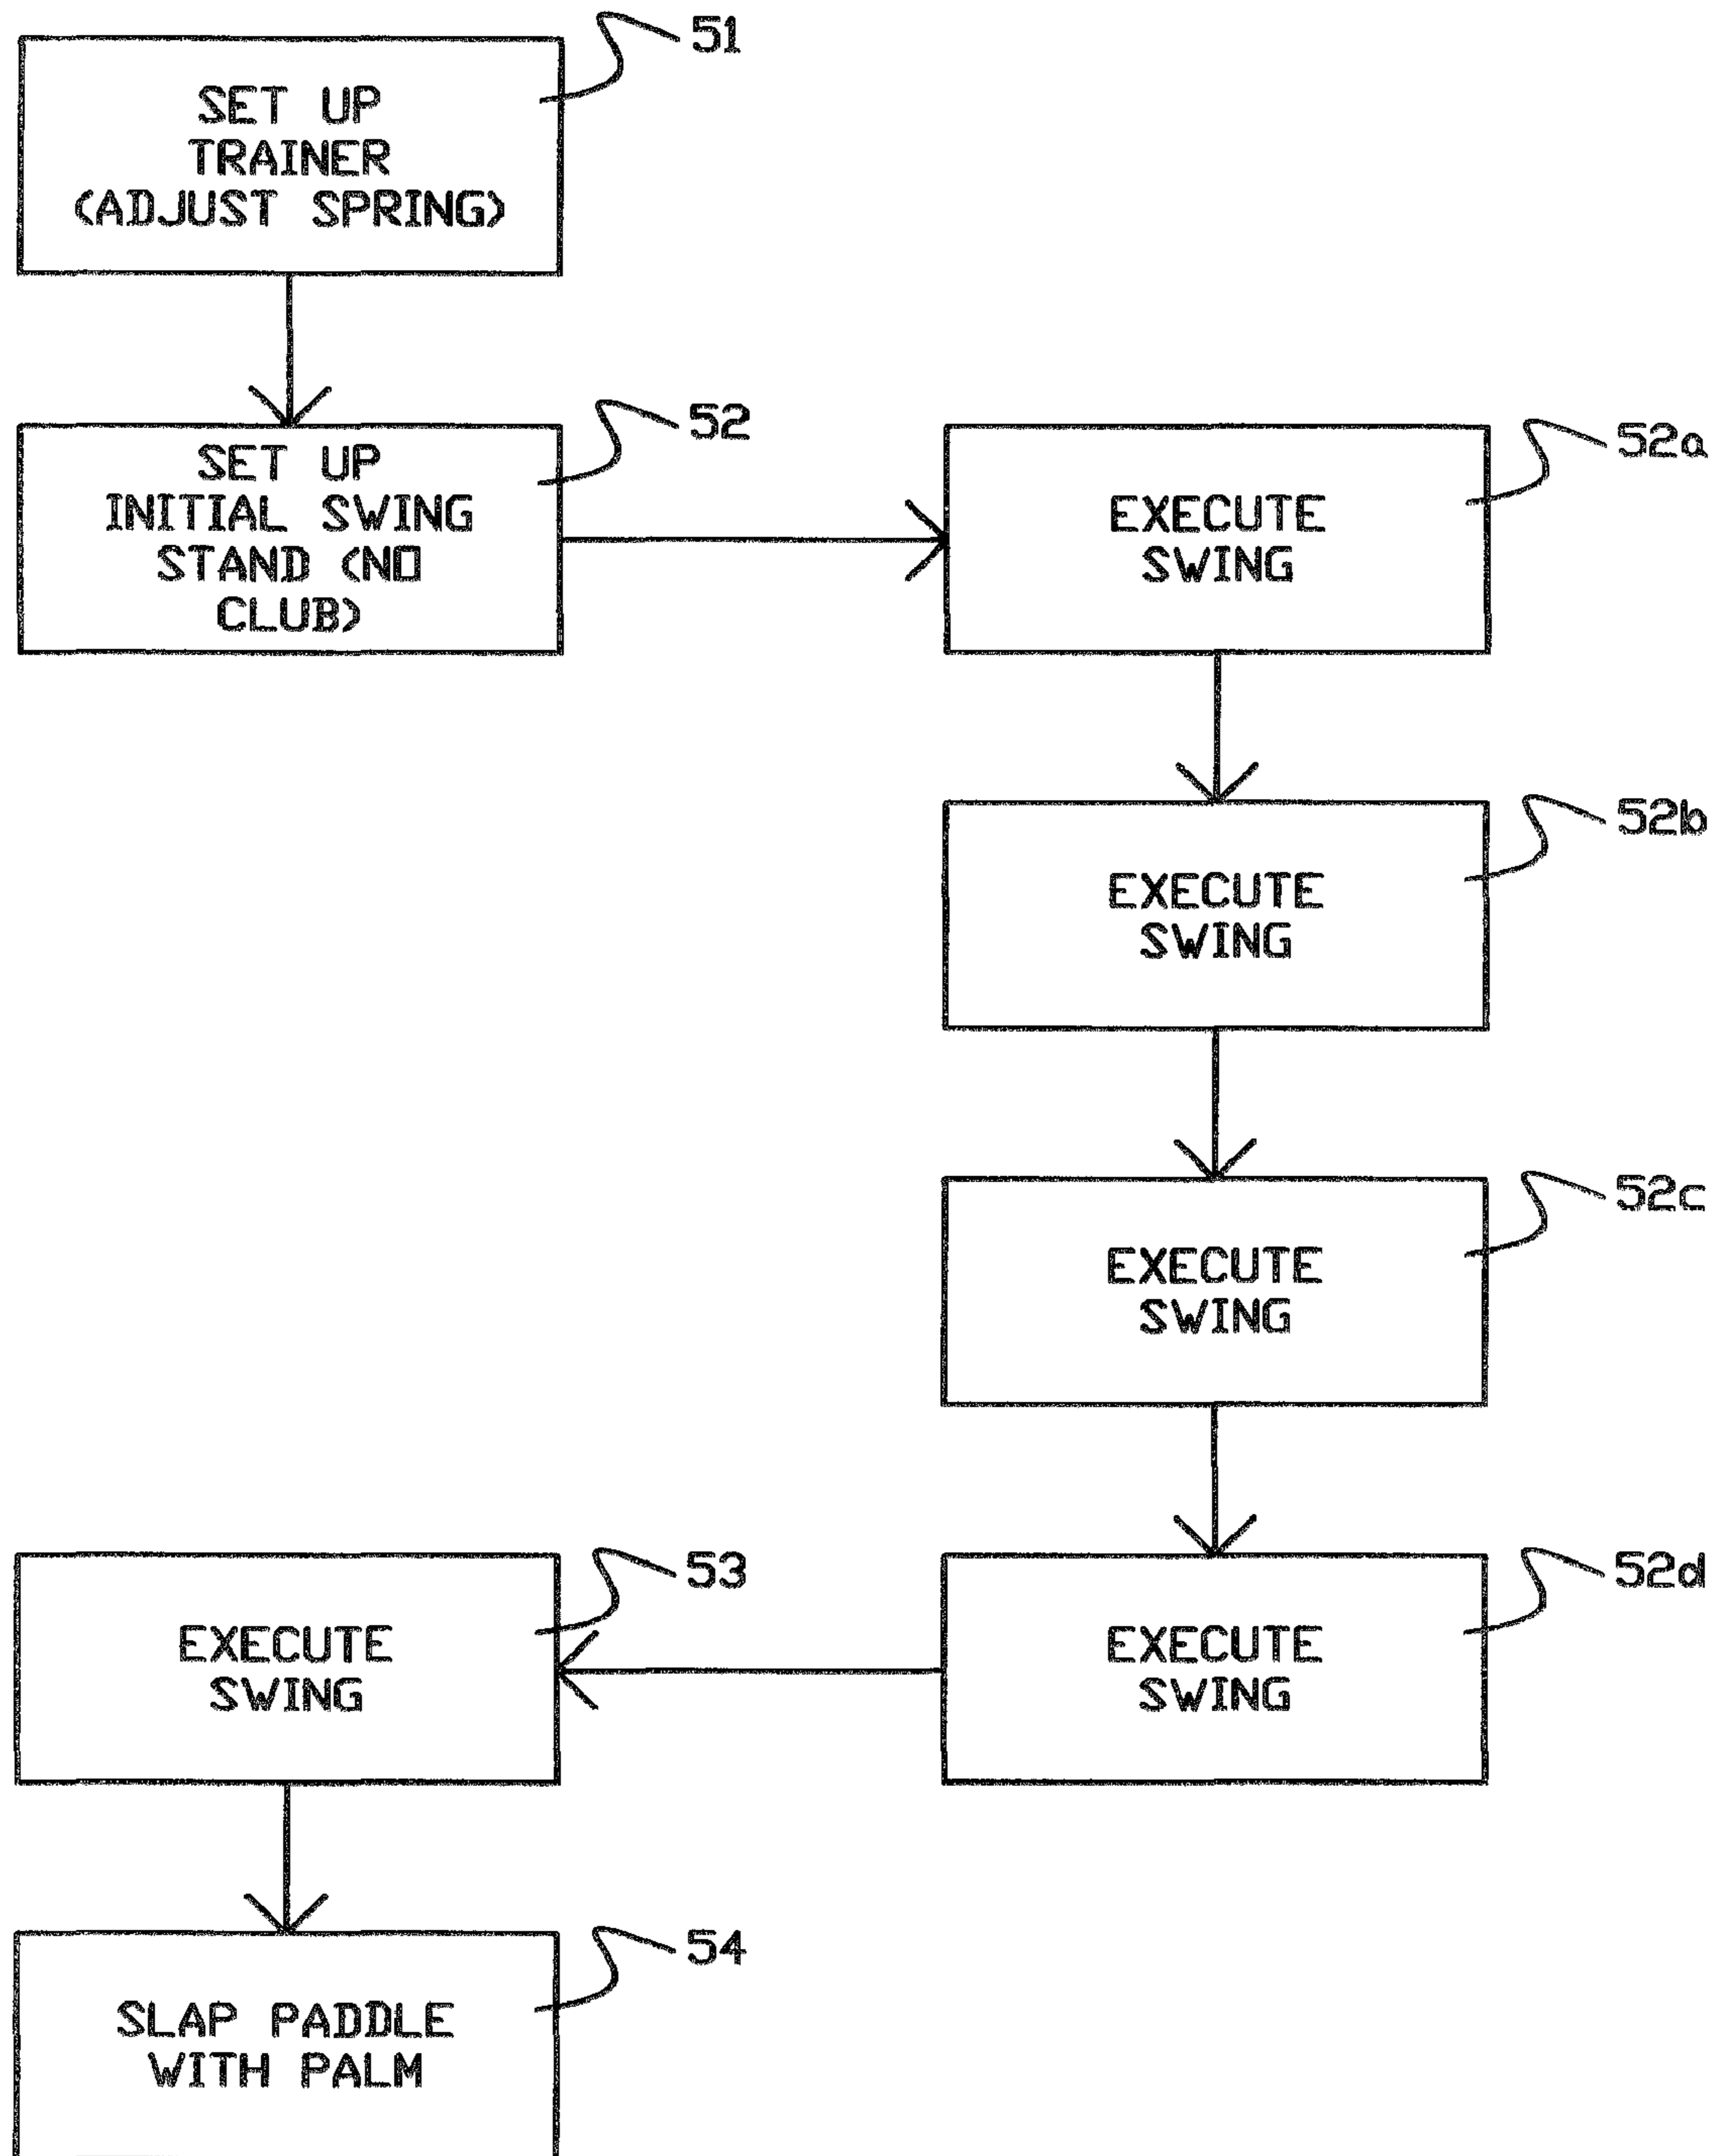 51
SET UP
TRAINER
(ADJUST SPRING)
52
SET UP
INITIAL SWING
STAND (NO
CLUB)
52a
EXECUTE
SWING
52b
EXECUTE
SWING
52c
EXECUTE
SWING
52d
EXECUTE
SWING
53
EXECUTE
SWING
54
SLAP PADDLE
WITH PALM